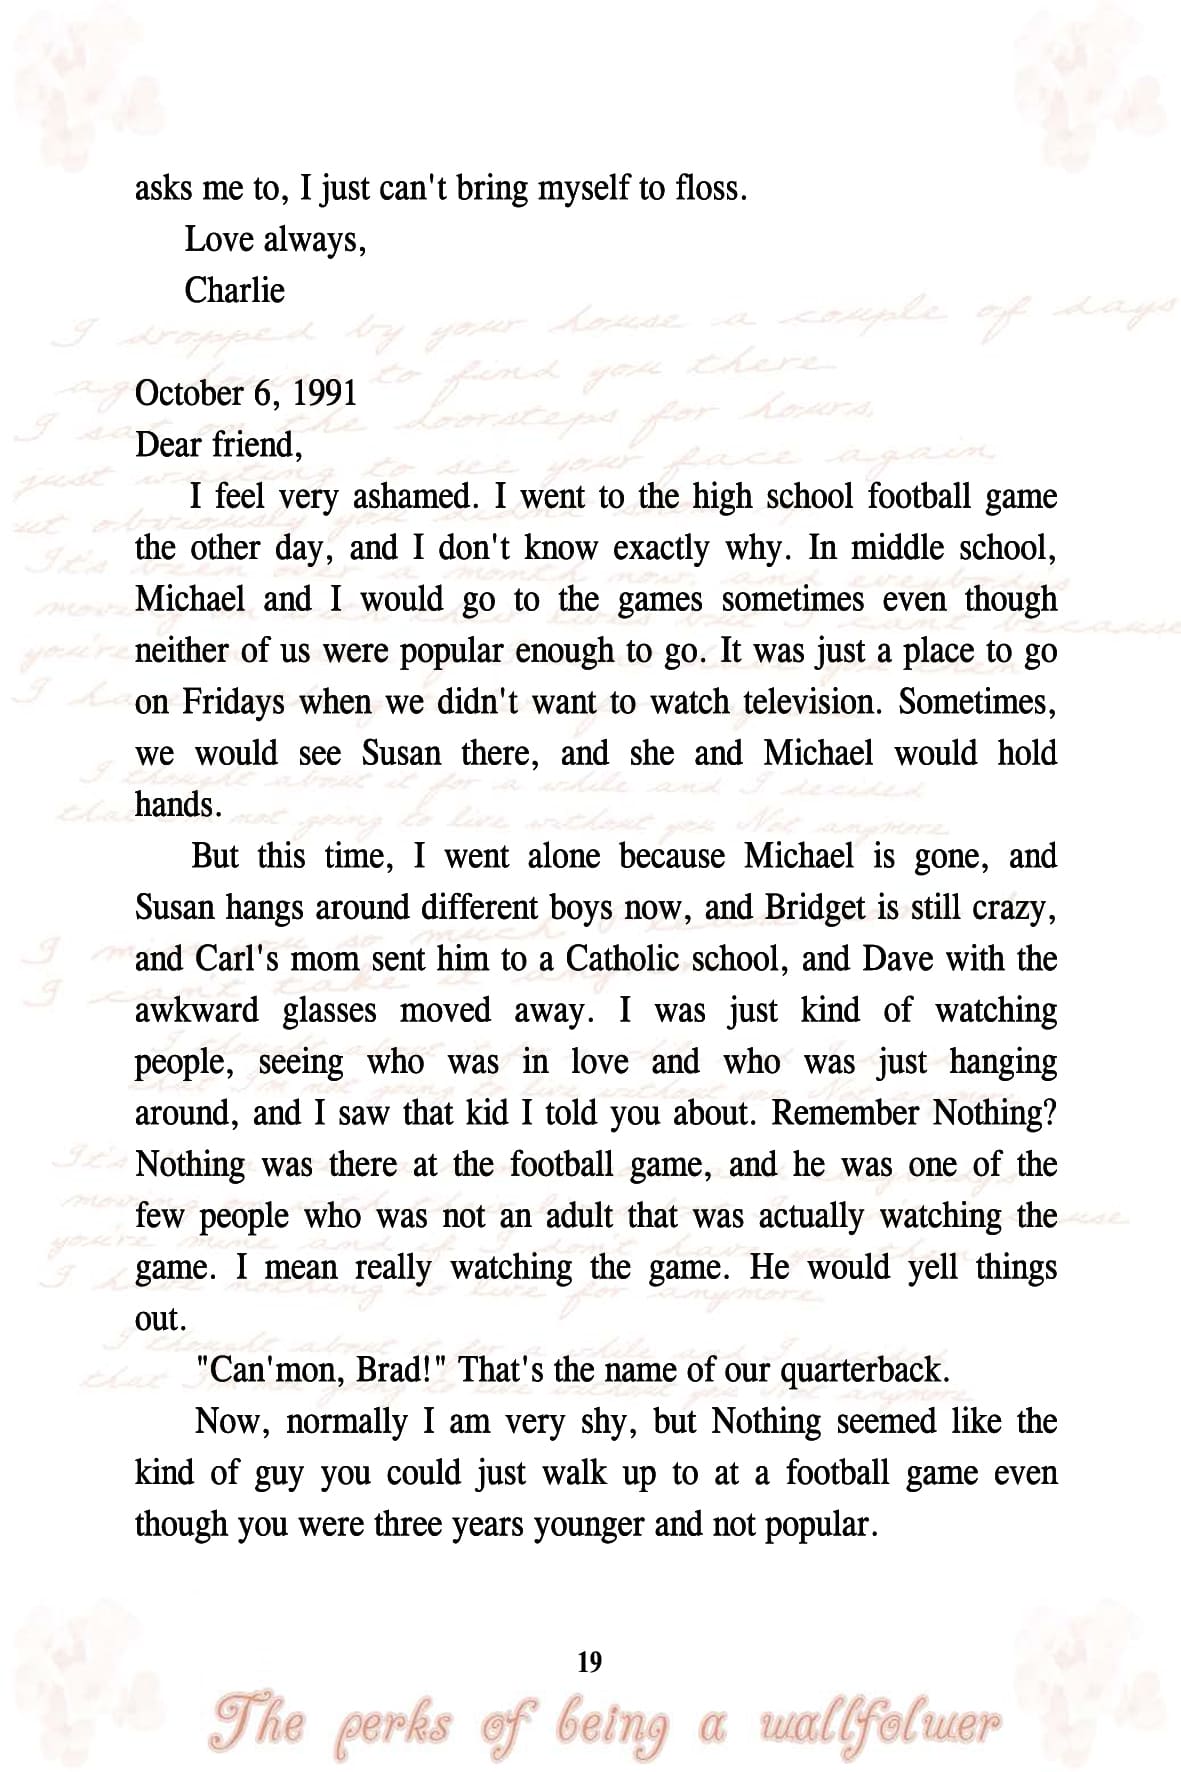 asks me to, I just can't bring myself to floss.
Love always,
Charlie
October 6, 1991
Dear friend,
I feel very ashamed. I went to the high school football game
the other day, and I don't know exactly why. In middle school,
Michael and I would go to the games sometimes even though
neither of us were popular enough to go. It was just a place to go
on Fridays when we didn't want to watch television. Sometimes,
we would see Susan there, and she and Michael would hold
hands.
But this time, I went alone because Michael is gone, and
Susan hangs around different boys now, and Bridget is still crazy,
and Carl's mom sent him to a Catholic school, and Dave with the
awkward glasses moved away. I was just kind of watching
people, seeing who was in love and who was just hanging
around, and I saw that kid I told you about. Remember Nothing?
Nothing was there at the football game, and he was one of the
few people who was not an adult that was actually watching the
game. I mean really watching the game. He would yell things
out.
"Can'mon, Brad!" That's the name of our quarterback.
Now, normally I am very shy, but Nothing seemed like the
kind of guy you could just walk up to at a football game even
though you were three years younger and not popular.
19
The perks of being a wallfolwer